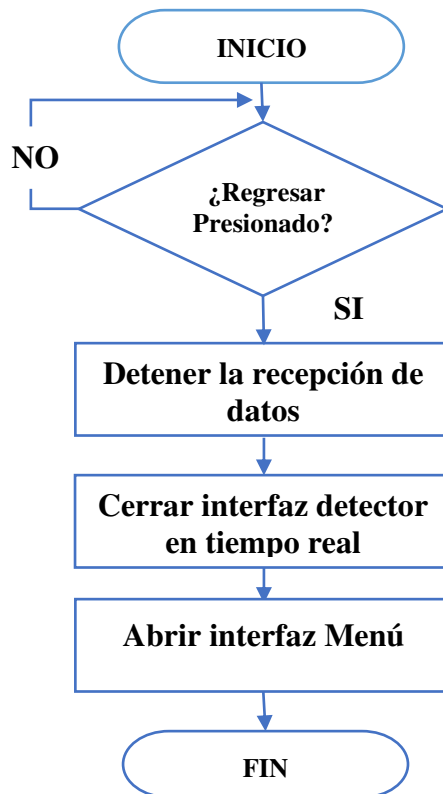 INICIO
NO
¿Regresar
Presionado?
SI
Detener la recepción de
datos
Cerrar interfaz detector
en tiempo real
Abrir interfaz Menú
FIN